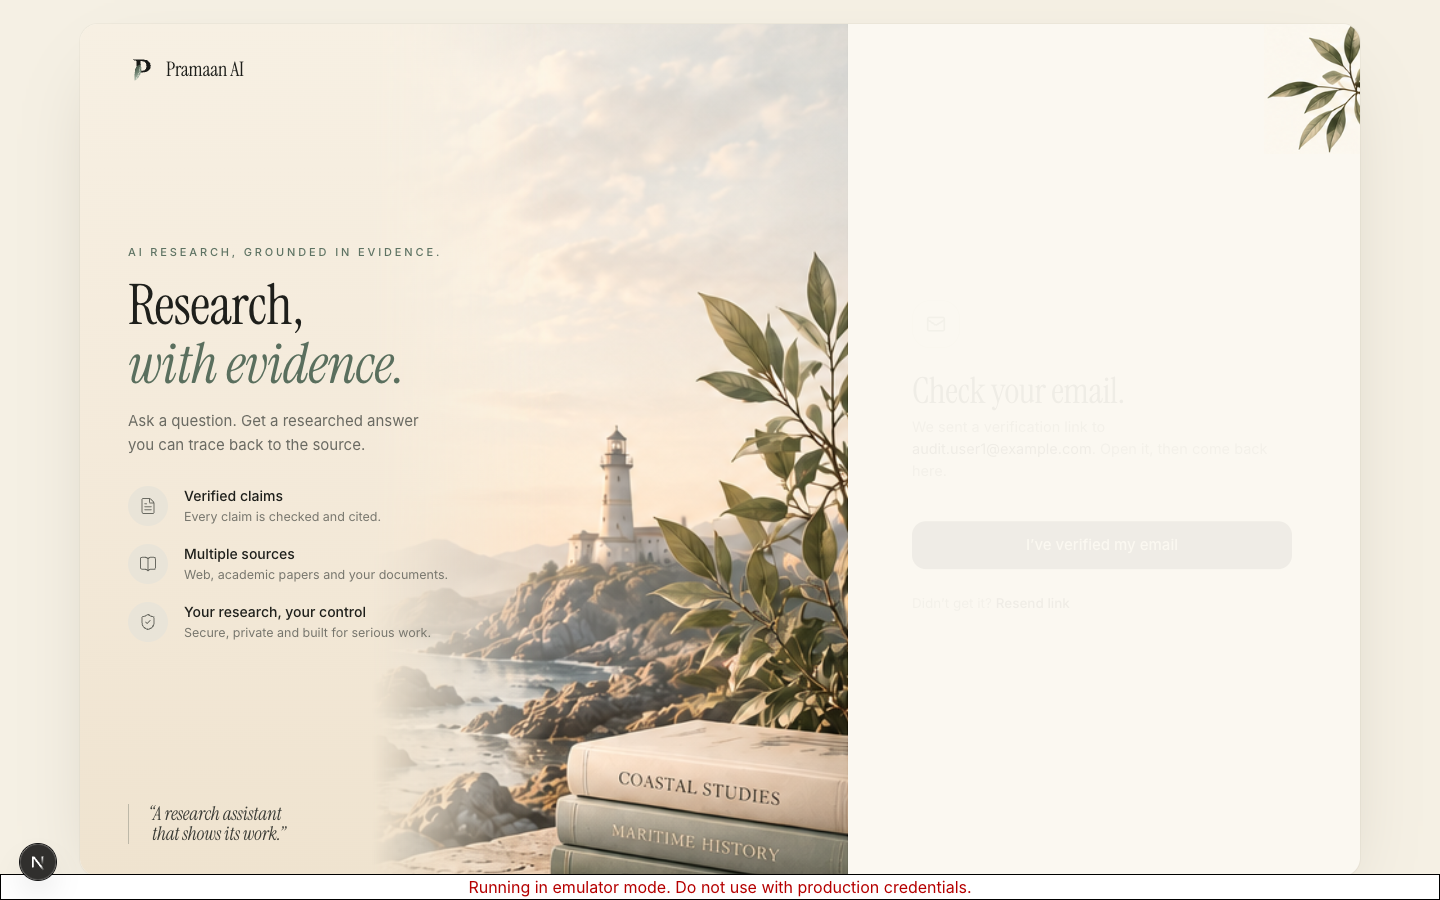 Pramaan AI
AI RESEARCH, GROUNDED IN EVIDENCE.
Research,
with evidence.
Ask a question. Get a researched answer
you can trace back to the source.
Verified claims
Every claim is checked and cited.
Multiple sources
Web, academic papers and your documents.
Your research, your control
Secure, private and built for serious work.
“A research assistant
that shows its work.”
COASTAL STUDIES
MARITIME HISTORY
Check your email.
We sent a verification link to
audit.user1@example.com. Open it, then come back
here.
I've verified my email
Didn't get it? Resend link
N
Running in emulator mode. Do not use with production credentials.